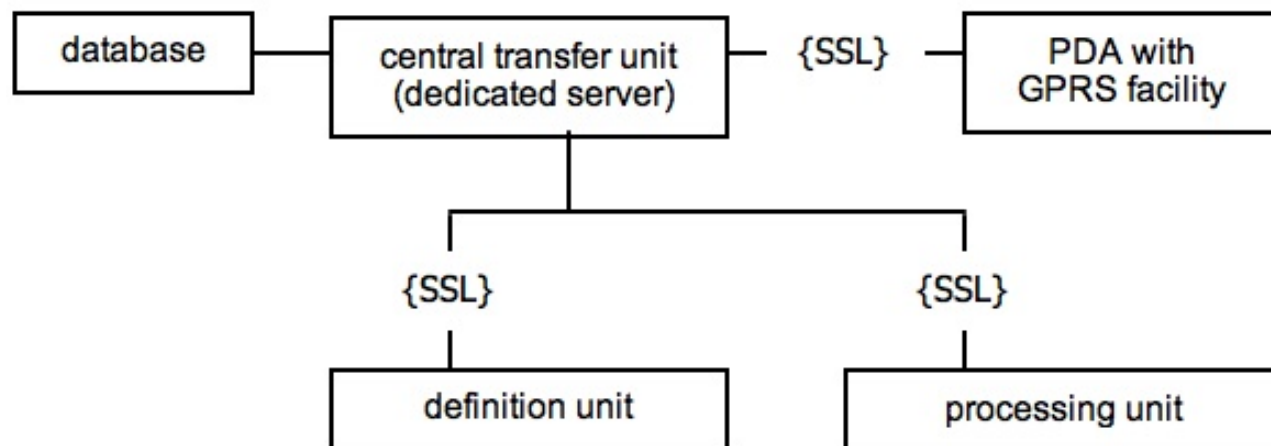 database
central transfer unit
(dedicated server)
{SSL}
PDA with
GPRS facility
{SSL}
{SSL}
definition unit
processing unit